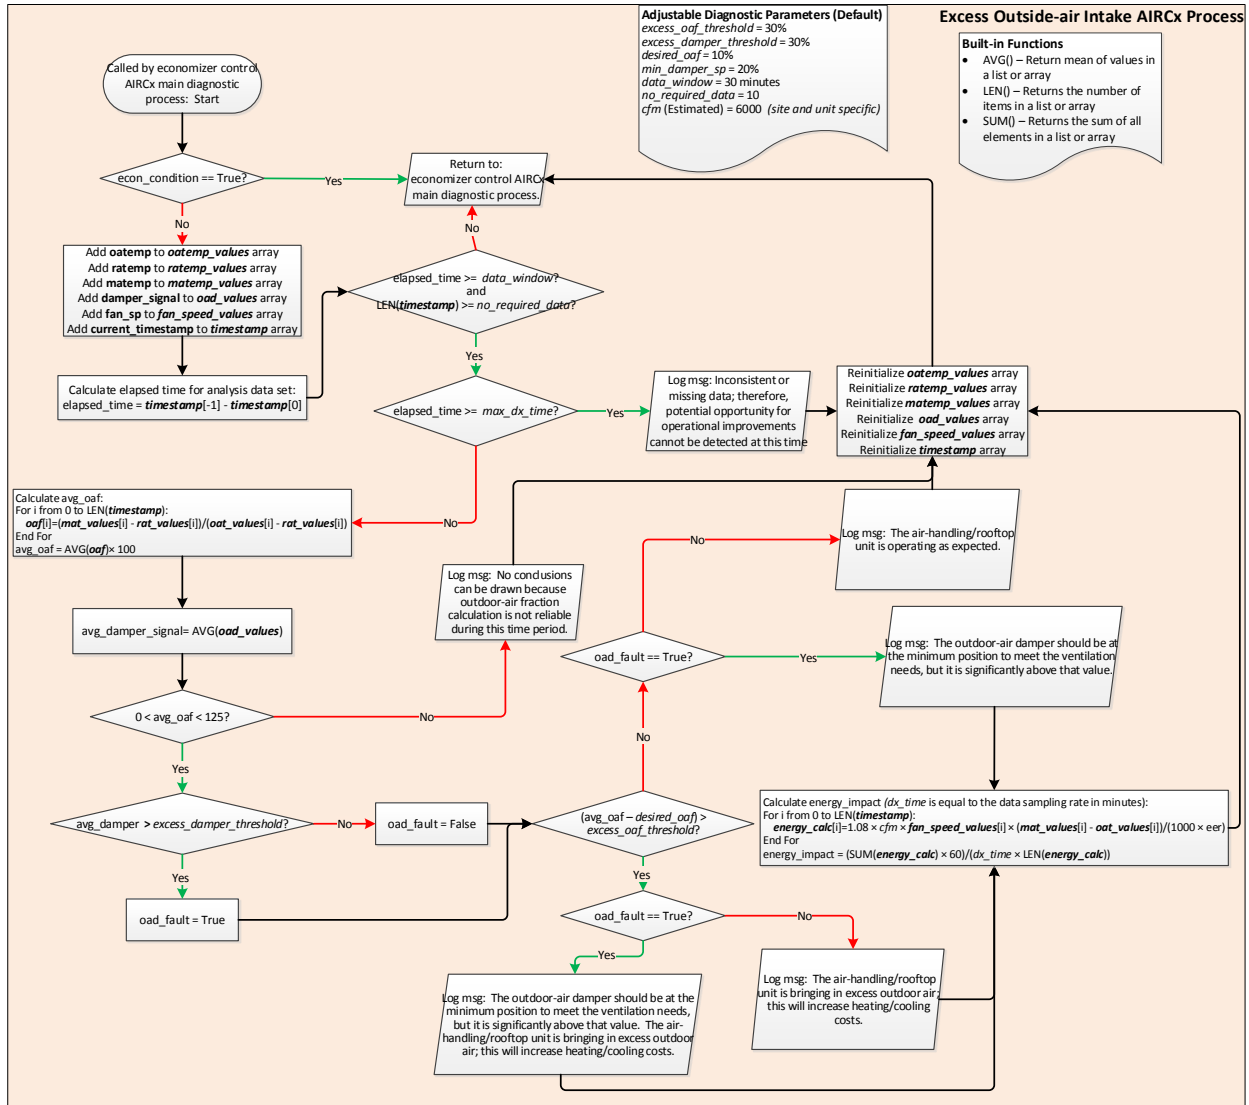 Excess Outside-air Intake AIRCx Process
Adjustable Diagnostic Parameters (Default)
excess_oaf_threshold = 30%
excess_damper_threshold = 30%
desired_oaf = 10%
min_damper_sp = 20%
data_window = 30 minutes
no_required_data = 10
cfm (Estimated) = 6000 (site and unit specific)
Built-in Functions
• AVG() – Return mean of values in
a list or array
• LEN() – Returns the number of
items in a list or array
• SUM() – Returns the sum of all
elements in a list or array
Called by economizer control
AIRCx main diagnostic
process: Start
econ_condition == True?
Yes
No
Return to:
economizer control AIRCx
main diagnostic process.
Add oatemp to oatemp_values array
Add ratemp to ratemp_values array
Add matemp to matemp_values array
Add damper_signal to oad_values array
Add fan_sp to fan_speed_values array
Add current_timestamp to timestamp array
Calculate elapsed time for analysis data set:
elapsed_time = timestamp[-1] - timestamp[0]
No
elapsed_time >= data_window?
and
LEN(timestamp) >= no_required_data?
Yes
elapsed_time >= max_dx_time?
Yes
No
Log msg: Inconsistent or
missing data; therefore,
potential opportunity for
operational improvements
cannot be detected at this time
Reinitialize oatemp_values array
Reinitialize ratemp_values array
Reinitialize matemp_values array
Reinitialize oad_values array
Reinitialize fan_speed_values array
Reinitialize timestamp array
Calculate avg_oaf:
For i from 0 to LEN(timestamp):
oaf[i]=(mat_values[i] - rat_values[i])/(oat_values[i] - rat_values[i])
End For
avg_oaf = AVG(oaf)× 100
avg_damper_signal= AVG(oad_values)
0 < avg_oaf < 125?
No
Yes
Log msg: No conclusions
can be drawn because
outdoor-air fraction
calculation is not reliable
during this time period.
Log msg: The air-handling/rooftop
unit is operating as expected.
No
oad_fault == True?
Yes
Log msg: The outdoor-air damper should be at
the minimum position to meet the ventilation
needs, but it is significantly above that value.
No
avg_damper > excess_damper_threshold?
No
Yes
oad_fault = False
oad_fault = True
(avg_oaf – desired_oaf) >
excess_oaf_threshold?
Yes
Calculate energy_impact (dx_time is equal to the data sampling rate in minutes):
For i from 0 to LEN(timestamp):
energy_calc[i]=1.08 × cfm × fan_speed_values[i] × (mat_values[i] - oat_values[i])/(1000 × eer)
End For
energy_impact = (SUM(energy_calc) × 60)/(dx_time × LEN(energy_calc))
oad_fault == True?
No
Yes
Log msg: The outdoor-air damper should be at the
minimum position to meet the ventilation needs,
but it is significantly above that value. The air-
handling/rooftop unit is bringing in excess outdoor
air; this will increase heating/cooling costs.
Log msg: The air-handling/rooftop
unit is bringing in excess outdoor air;
this will increase heating/cooling
costs.